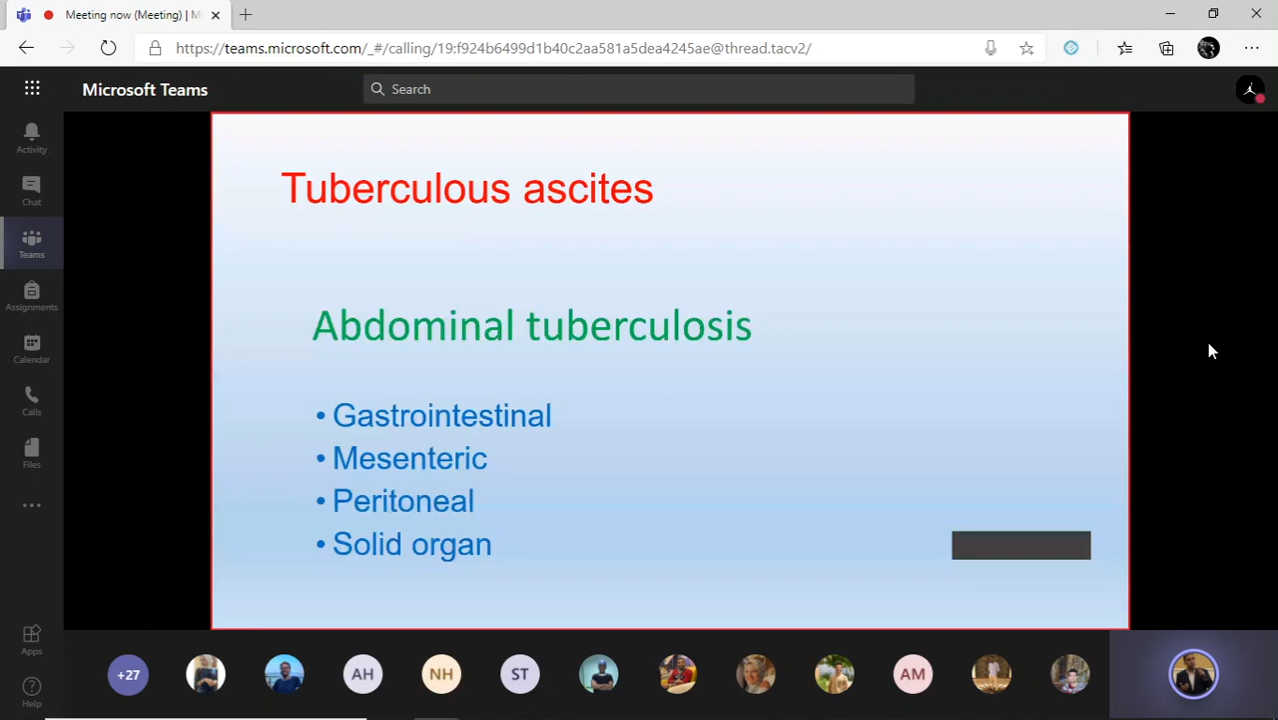 Meeting now (Meeting) | M
https://teams.microsoft.com/_#/calling/19:f924b6499d1b40c2aa581a5dea4245ae@thread.tacv2/
Microsoft Teams
Search
Activity
Chat
Teams
Assignments
Calendar
Calls
Files
Apps
Help
Tuberculous ascites
Abdominal tuberculosis
• Gastrointestinal
• Mesenteric
• Peritoneal
• Solid organ
+27
AH
NH
ST
AM